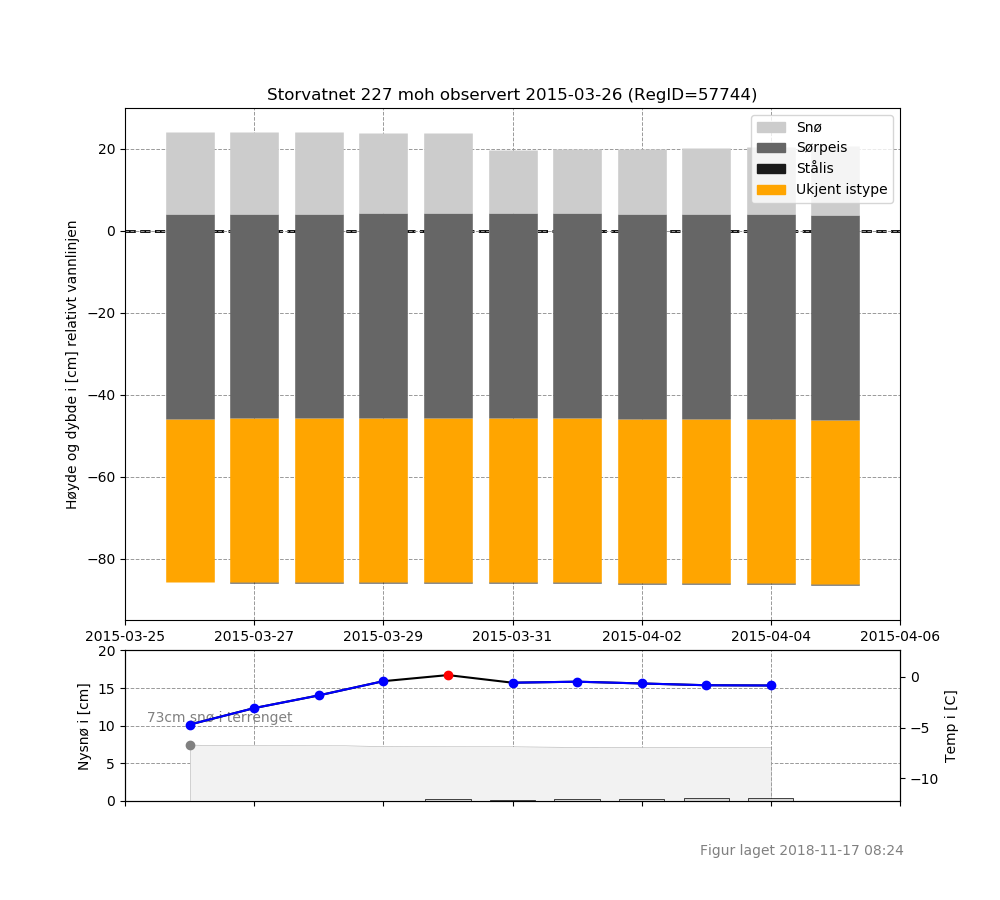 Storvatnet 227 moh observert 2015-03-26 (RegID=57744)
Snø
Sørpeis
Stålis
Ukjent istype
Høyde og dybde i [cm] relativt vannlinjen
20
0
−20
−40
−60
−80
2015-03-25 2015-03-27 2015-03-29 2015-03-31 2015-04-02 2015-04-04 2015-04-06
Nysnø i [cm]
20
15
10
5
0
73cm snø i terrenget
0
−5
−10
Temp i [C]
Figur laget 2018-11-17 08:24